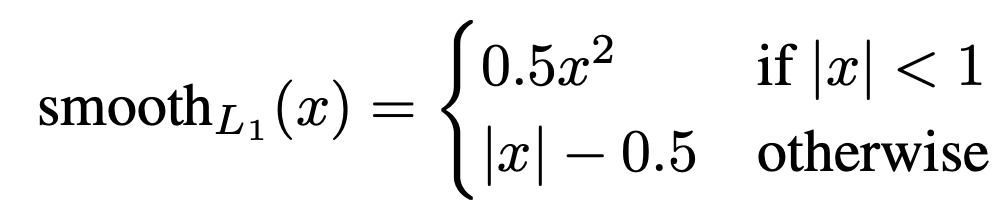 smooth_{L_1}(x) = { 0.5x^2 if |x| < 1
|x| − 0.5 otherwise